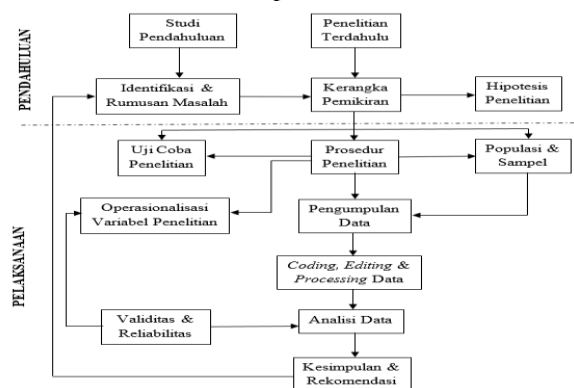 PENDAHULUAN
Studi
Pendahuluan
Penelitian
Terdahulu
Identifikasi &
Rumusan Masalah
Kerangka
Pemikiran
Hipotesis
Penelitian
PELAKSANAAN
Uji Coba
Penelitian
Prosedur
Penelitian
Populasi &
Sampel
Operasionalisasi
Variabel Penelitian
Pengumpulan
Data
Coding, Editing &
Processing Data
Validitas &
Reliabilitas
Analisi Data
Kesimpulan &
Rekomendasi